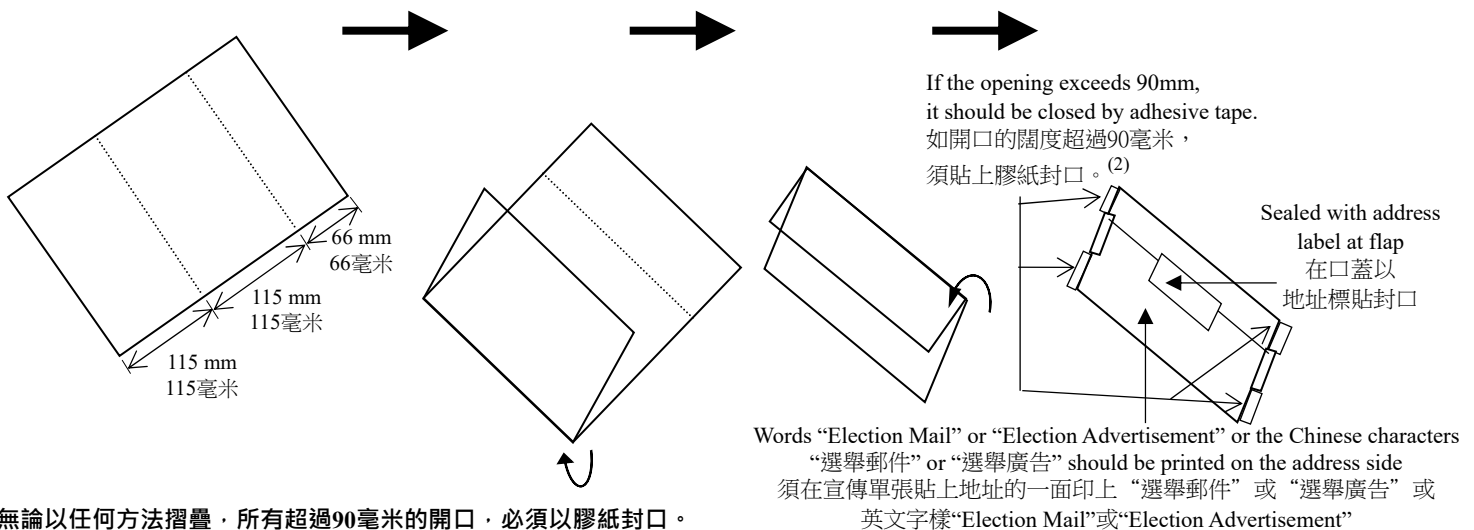 If the opening exceeds 90mm,
it should be closed by adhesive tape.
如開口的闊度超過90毫米，
須貼上膠紙封口。(2)
66 mm
66毫米
115 mm
115毫米
115 mm
115毫米
Sealed with address
label at flap
在口蓋以
地址標貼封口
Words “Election Mail” or “Election Advertisement” or the Chinese characters
“選舉郵件” or “選舉廣告” should be printed on the address side
須在宣傳單張貼上地址的一面印上“選舉郵件”或“選舉廣告”或
英文字樣“Election Mail”或“Election Advertisement”
無論以任何方法摺疊，所有超過90毫米的開口，必須以膠紙封口。